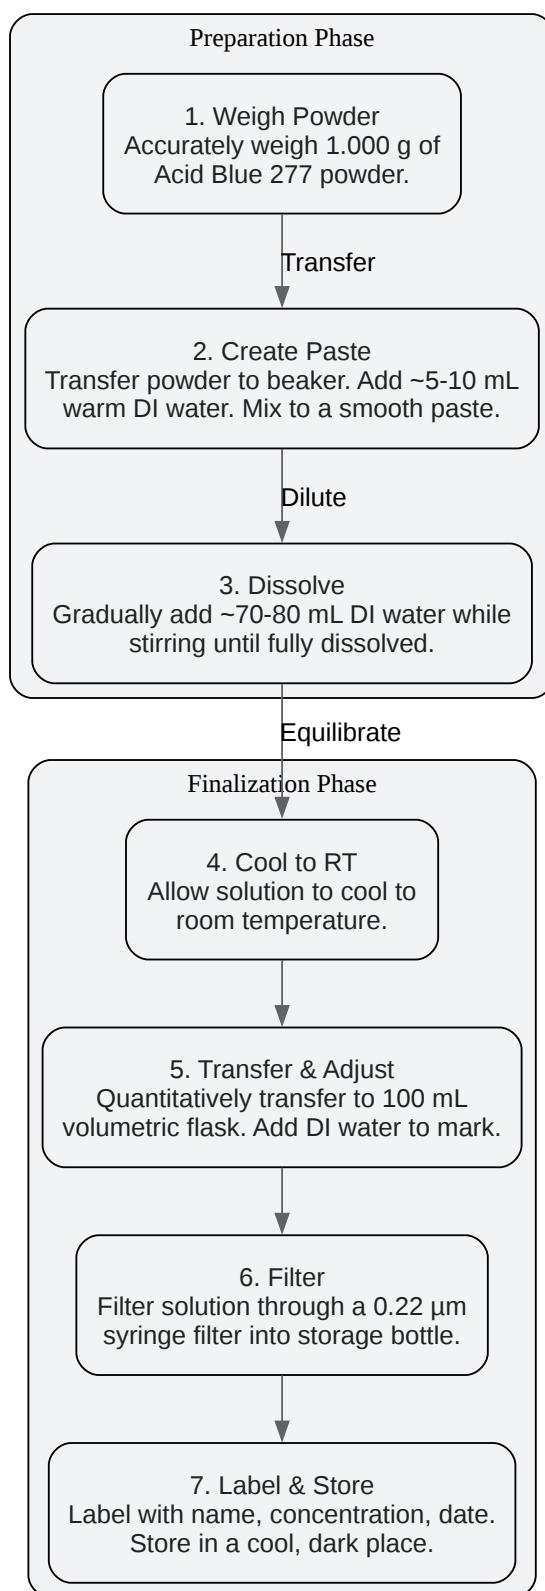 Preparation Phase
1. Weigh Powder
Accurately weigh 1.000 g of
Acid Blue 277 powder.
Transfer
2. Create Paste
Transfer powder to beaker. Add ~5-10 mL
warm DI water. Mix to a smooth paste.
Dilute
3. Dissolve
Gradually add ~70-80 mL DI water while
stirring until fully dissolved.
Equilibrate
Finalization Phase
4. Cool to RT
Allow solution to cool to
room temperature.
5. Transfer & Adjust
Quantitatively transfer to 100 mL
volumetric flask. Add DI water to mark.
6. Filter
Filter solution through a 0.22 µm
syringe filter into storage bottle.
7. Label & Store
Label with name, concentration, date.
Store in a cool, dark place.